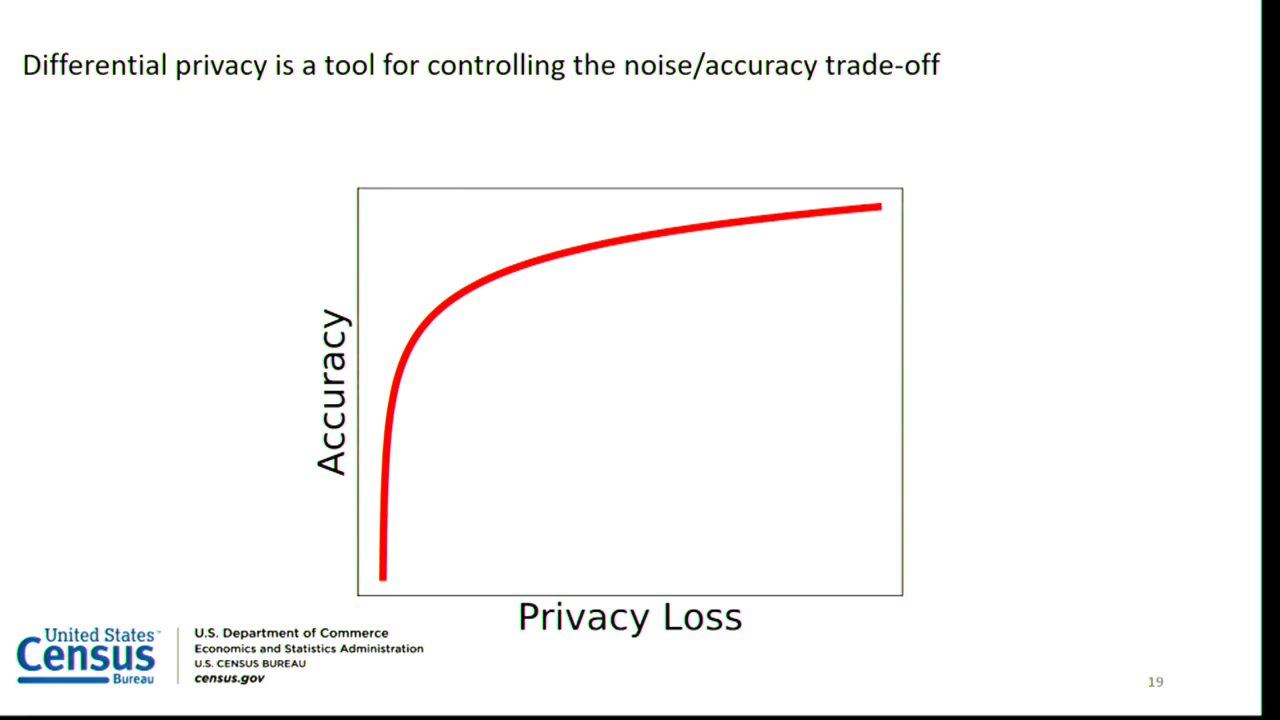 Differential privacy is a tool for controlling the noise/accuracy trade-off
Accuracy
Privacy Loss
United States™
Census
Bureau
U.S. Department of Commerce
Economics and Statistics Administration
U.S. CENSUS BUREAU
census.gov
19